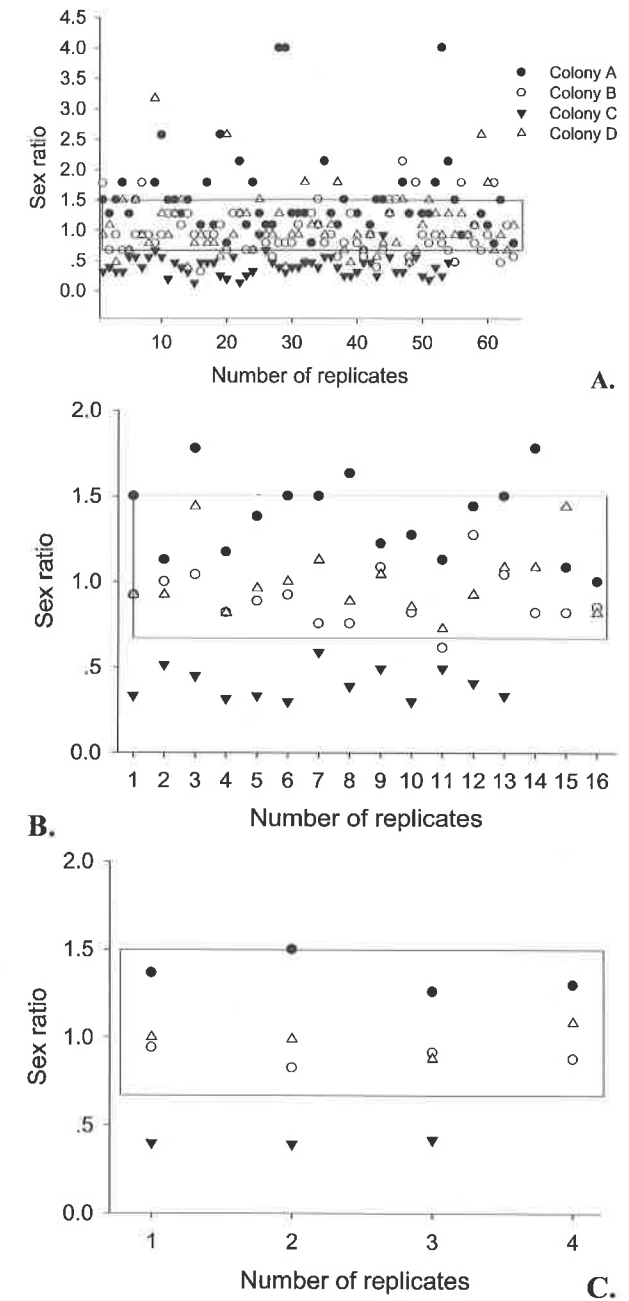 4.5
4.0
3.5
3.0
2.5
2.0
1.5
1.0
.5
0.0
Sex ratio
Colony A
Colony B
Colony C
Colony D
10 20 30 40 50 60
Number of replicates
A.
2.0
1.5
1.0
.5
0.0
Sex ratio
1 2 3 4 5 6 7 8 9 10 11 12 13 14 15 16
Number of replicates
B.
2.0
1.5
1.0
.5
0.0
Sex ratio
1 2 3 4
Number of replicates
C.